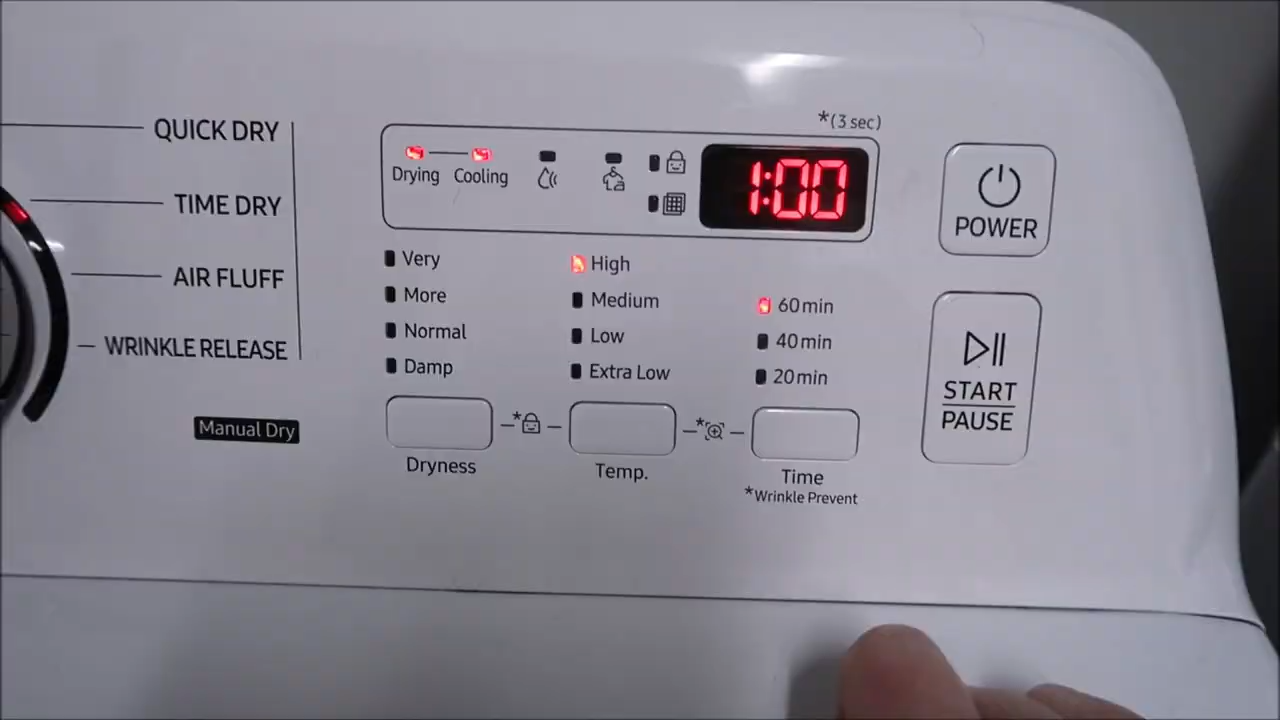 QUICK DRY
TIME DRY
AIR FLUFF
WRINKLE RELEASE
Manual Dry
*(3 sec)
Drying
Cooling
1:00
Very
More
Normal
Damp
High
Medium
Low
Extra Low
60min
40min
20min
*
*
Dryness
Temp.
Time
*Wrinkle Prevent
POWER
START
PAUSE